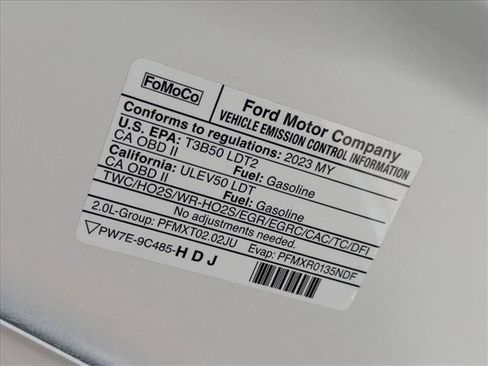 FoMoCo
Ford Motor Company
VEHICLE EMISSION CONTROL INFORMATION
Conforms to regulations: 2023 MY
U.S. EPA: T3B50 LDT2
CA OBD II Fuel: Gasoline
California: ULEV50 LDT
CA OBD II Fuel: Gasoline
TWC/HO2S/WR-HO2S/EGR/EGRC/CAC/TC/DFI
No adjustments needed.
2.0L-Group: PFMXT02.02JU Evap: PFMXR0135NDF
PW7E-9C485-HDJ